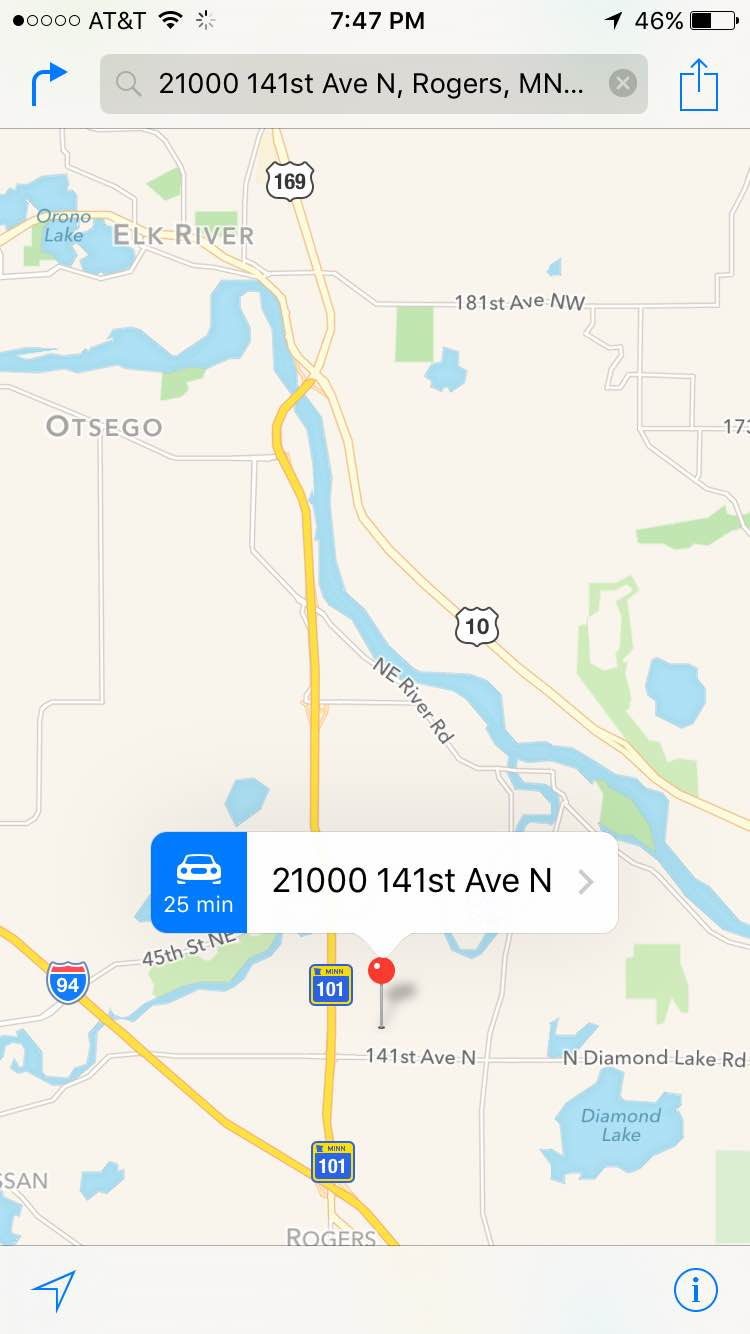 AT&T 7:47 PM 46%
21000 141st Ave N, Rogers, MN...
169
Orono
Lake
ELK RIVER
181st Ave NW
OTSEGO
173
10
NE River Rd
25 min
21000 141st Ave N
45th St NE
94
MINN
101
141st Ave N
N Diamond Lake Rd
Diamond
Lake
MINN
101
SSAN
ROGERS